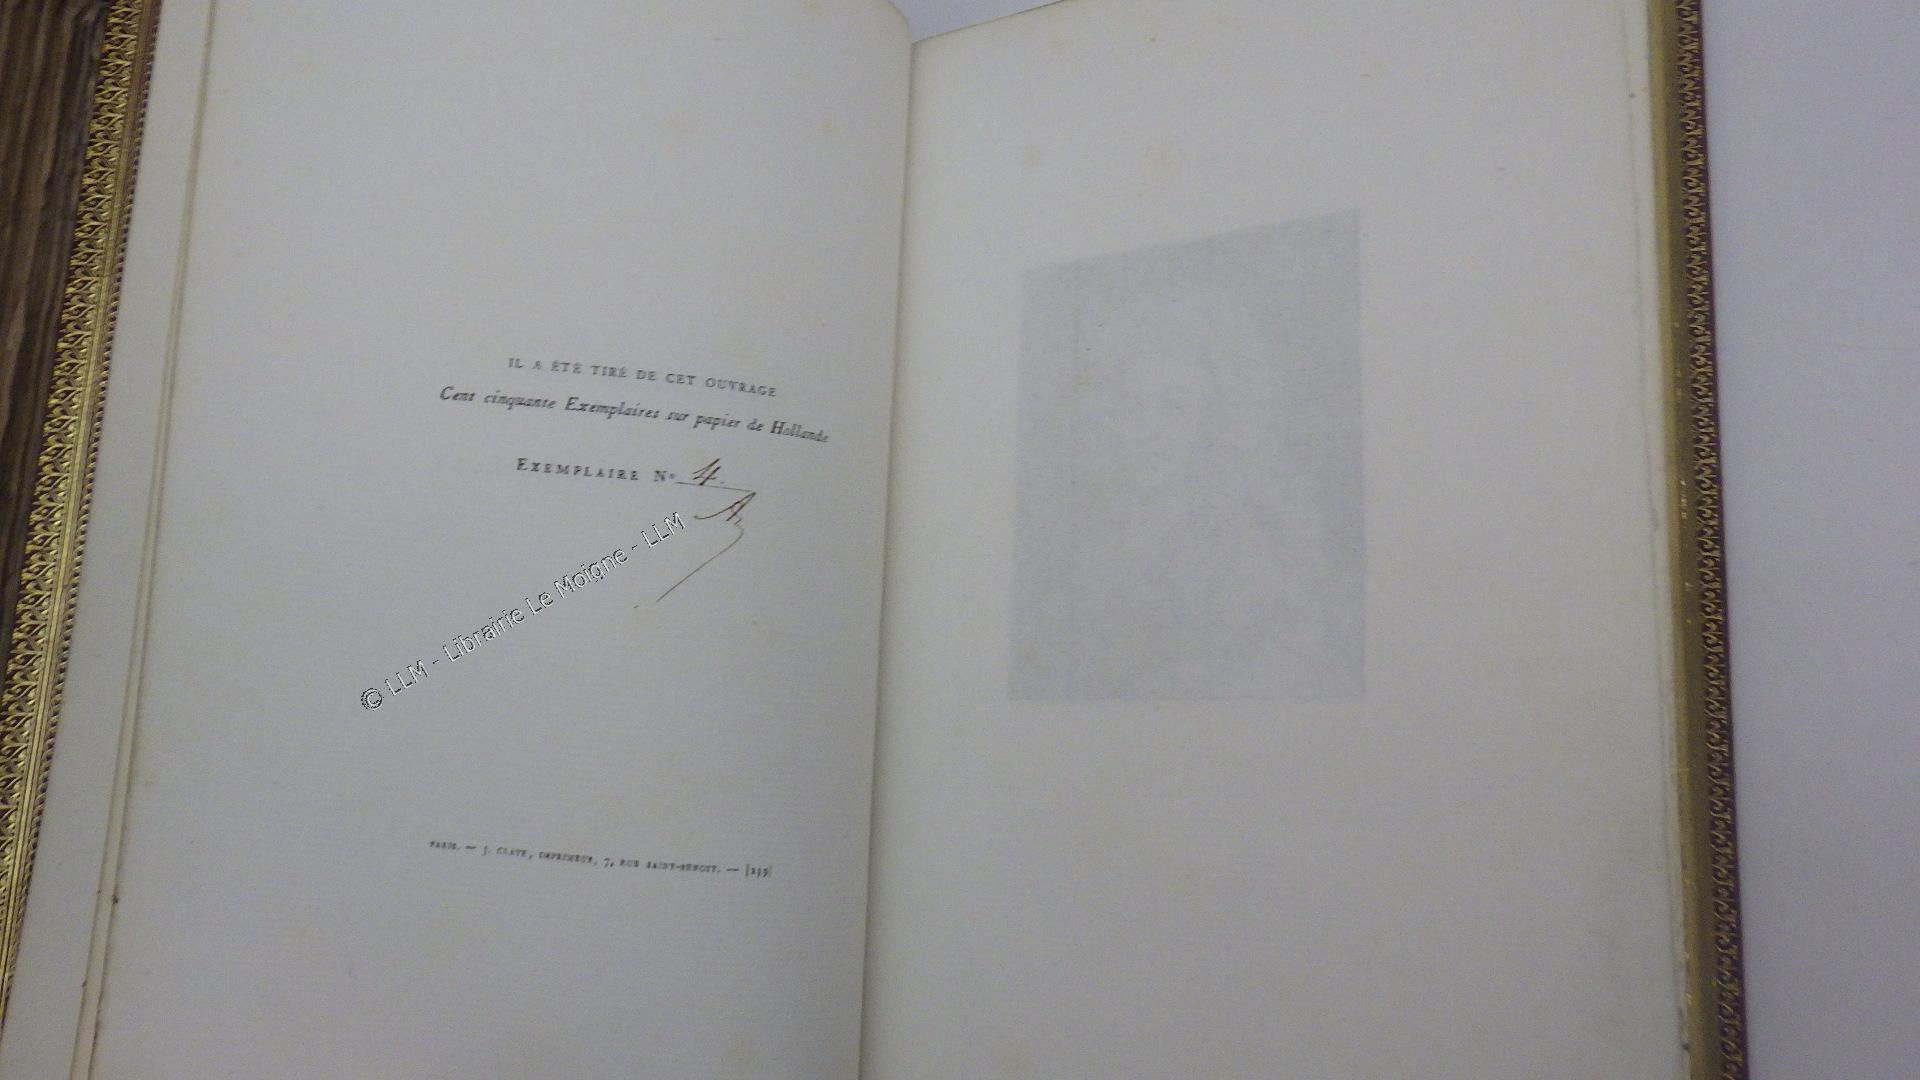 IL A ÉTÉ TIRÉ DE CET OUVRAGE
Cent cinquante Exemplaires sur papier de Hollande
EXEMPLAIRE Nº 4.
© LLM - Librairie Le Moigne - LLM
PARIS. — J. CLAYE, IMPRIMEUR, 7, RUE SAINT-BENOIT. —